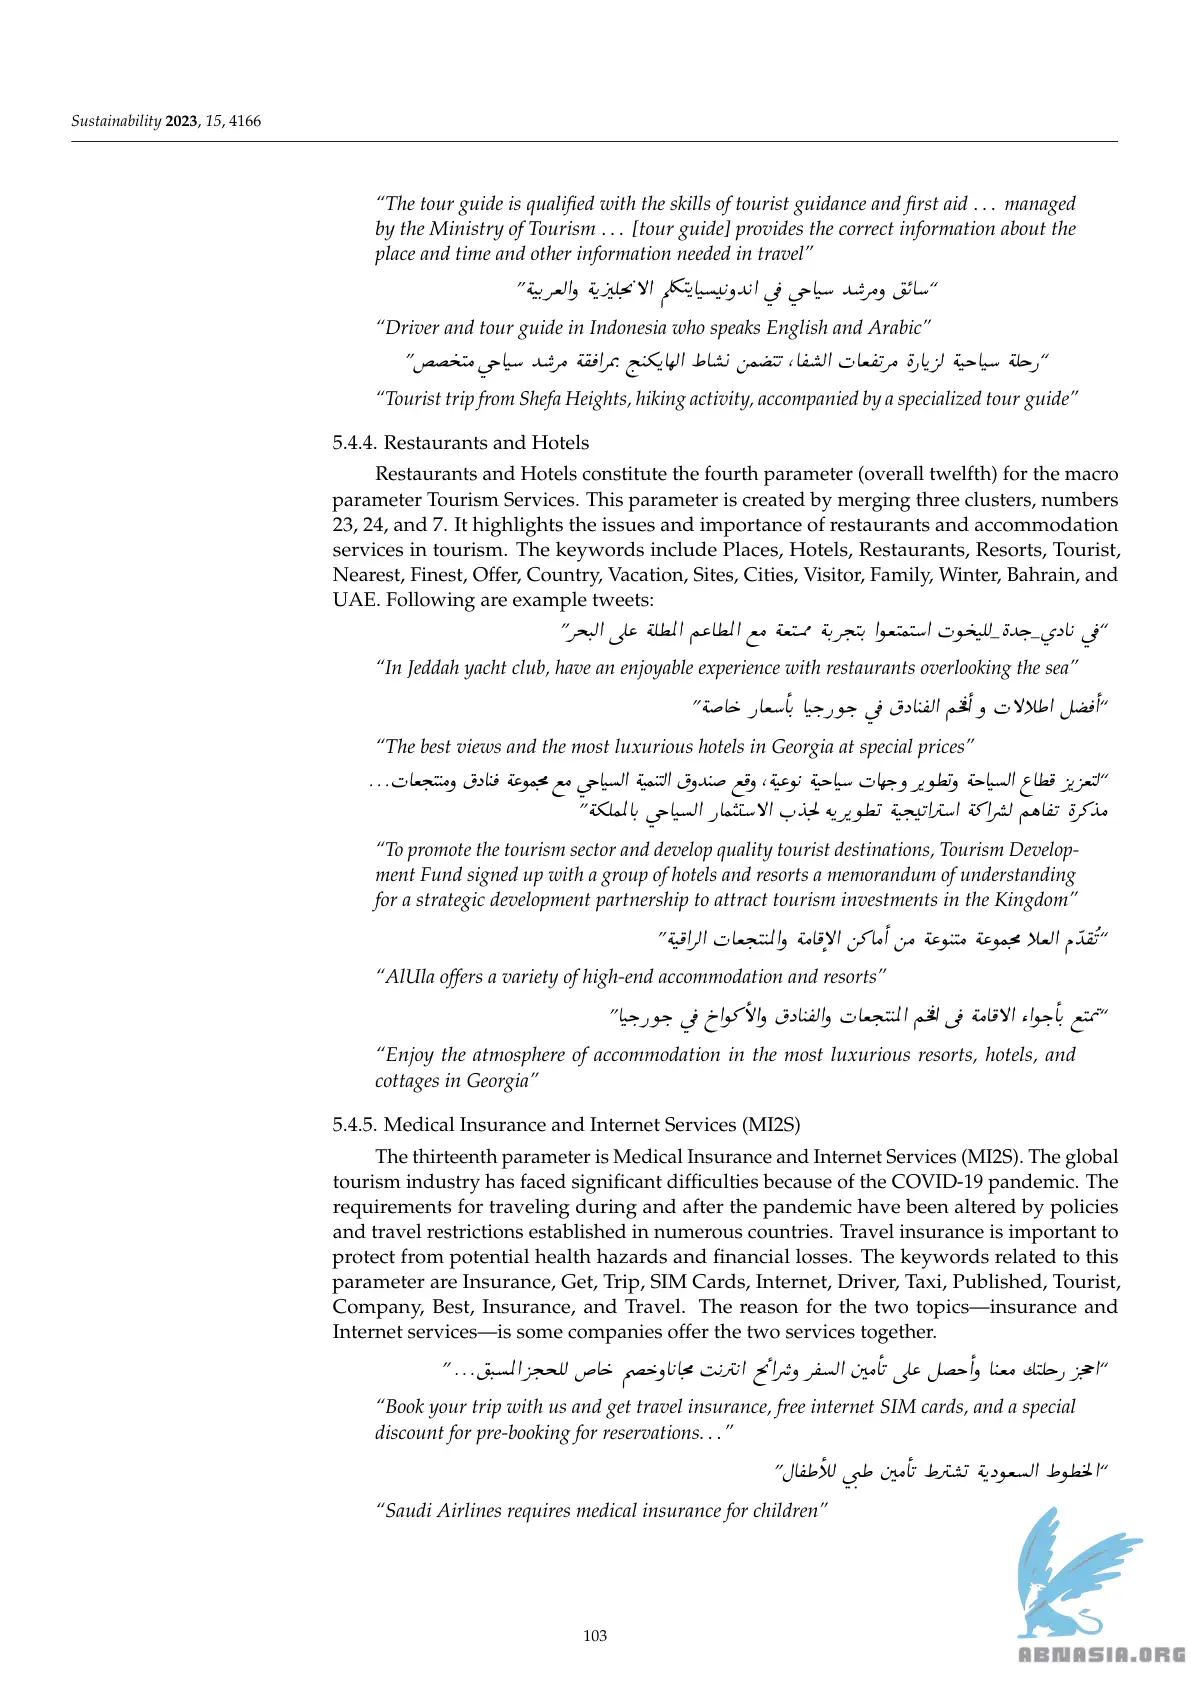 Sustainability 2023, 15, 4166
“The tour guide is qualified with the skills of tourist guidance and first aid . . . managed
by the Ministry of Tourism . . . [tour guide] provides the correct information about the
place and time and other information needed in travel”
“سائق ومرشد سياحي في اندونيسيايتكلم الانجليزية والعربية”
“Driver and tour guide in Indonesia who speaks English and Arabic”
“رحلة سياحية لزيارة مرتفعات الشفا، تتضمن نشاط الهايكنج بمرافقة مرشد سياحي متخصص”
“Tourist trip from Shefa Heights, hiking activity, accompanied by a specialized tour guide”
5.4.4. Restaurants and Hotels
Restaurants and Hotels constitute the fourth parameter (overall twelfth) for the macro
parameter Tourism Services. This parameter is created by merging three clusters, numbers
23, 24, and 7. It highlights the issues and importance of restaurants and accommodation
services in tourism. The keywords include Places, Hotels, Restaurants, Resorts, Tourist,
Nearest, Finest, Offer, Country, Vacation, Sites, Cities, Visitor, Family, Winter, Bahrain, and
UAE. Following are example tweets:
“في نادي_جدة_لليخوت استمتعوا بتجربة ممتعة مع المطاعم المطلة على البحر”
“In Jeddah yacht club, have an enjoyable experience with restaurants overlooking the sea”
“أفضل اطلالات و أفخم الفنادق في جورجيا بأسعار خاصة”
“The best views and the most luxurious hotels in Georgia at special prices”
“لتعزيز قطاع السياحة وتطوير وجهات سياحية نوعية، وقع صندوق التنمية السياحي مع مجموعة فنادق ومنتجعات...
مذكرة تفاهم لشراكة استراتيجية تطويريه لجذب الاستثمار السياحي بالمملكة”
“To promote the tourism sector and develop quality tourist destinations, Tourism Develop-
ment Fund signed up with a group of hotels and resorts a memorandum of understanding
for a strategic development partnership to attract tourism investments in the Kingdom”
“تُقدّم العلا مجموعة متنوعة من أماكن الإقامة والمنتجعات الراقية”
“AlUla offers a variety of high-end accommodation and resorts”
“تمتع بأجواء الاقامة فى افخم المنتجعات والفنادق والأكواخ في جورجيا”
“Enjoy the atmosphere of accommodation in the most luxurious resorts, hotels, and
cottages in Georgia”
5.4.5. Medical Insurance and Internet Services (MI2S)
The thirteenth parameter is Medical Insurance and Internet Services (MI2S). The global
tourism industry has faced significant difficulties because of the COVID-19 pandemic. The
requirements for traveling during and after the pandemic have been altered by policies
and travel restrictions established in numerous countries. Travel insurance is important to
protect from potential health hazards and financial losses. The keywords related to this
parameter are Insurance, Get, Trip, SIM Cards, Internet, Driver, Taxi, Published, Tourist,
Company, Best, Insurance, and Travel. The reason for the two topics—insurance and
Internet services—is some companies offer the two services together.
“احجز رحلتك معنا وأحصل على تأمين السفر وشرائح انترنت مجاناوخصم خاص للحجزالمسبق... ”
“Book your trip with us and get travel insurance, free internet SIM cards, and a special
discount for pre-booking for reservations. . . ”
“الخطوط السعودية تشترط تأمين طبي للأطفال”
“Saudi Airlines requires medical insurance for children”
103
ABNASIA.ORG